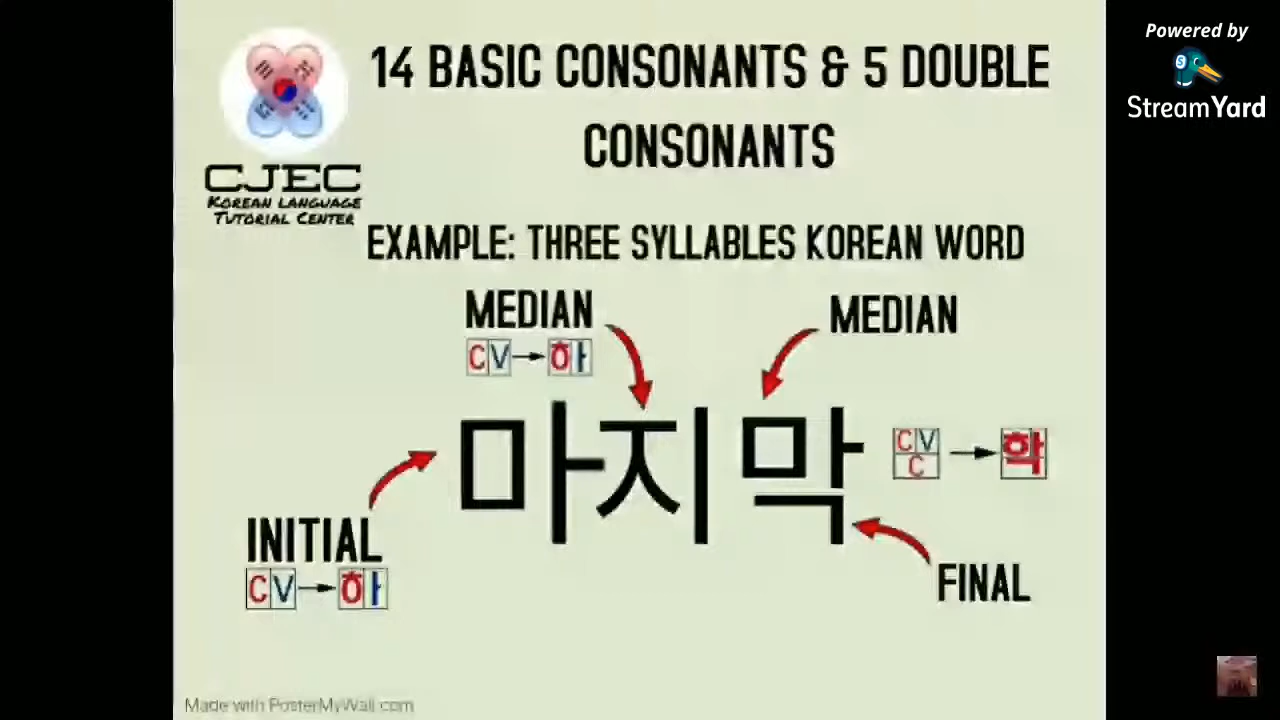 Powered by
StreamYard
14 BASIC CONSONANTS & 5 DOUBLE
CONSONANTS
CJEC
KOREAN LANGUAGE
TUTORIAL CENTER
EXAMPLE: THREE SYLLABLES KOREAN WORD
MEDIAN
CV→하
MEDIAN
마지막
CV
C→학
INITIAL
CV→하
FINAL
Made with PosterMyWall.com